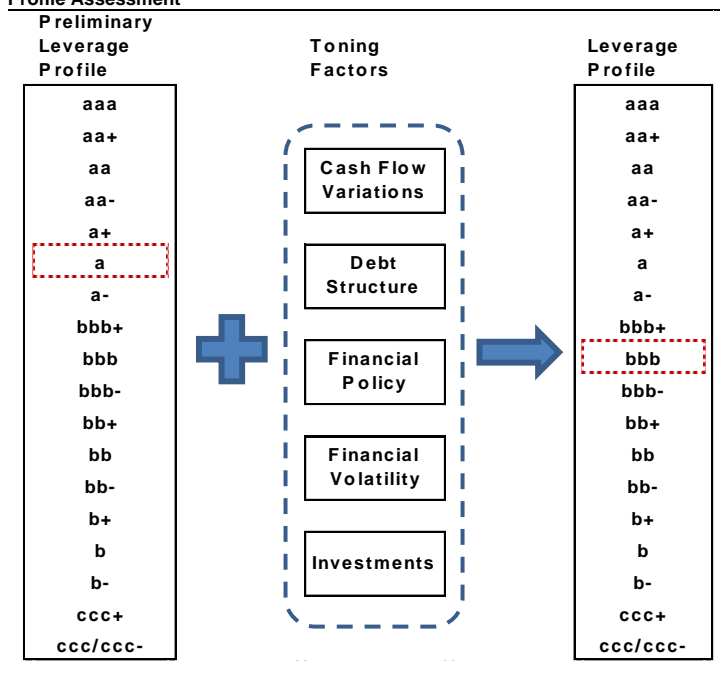 Profile Assessment
Preliminary
Leverage
Profile
aaa
aa+
aa
aa-
a+
a
a-
bbb+
bbb
bbb-
bb+
bb
bb-
b+
b
b-
ccc+
ccc/ccc-
Toning
Factors
Cash Flow
Variations
Debt
Structure
Financial
Policy
Financial
Volatility
Investments
Leverage
Profile
aaa
aa+
aa
aa-
a+
a
a-
bbb+
bbb
bbb-
bb+
bb
bb-
b+
b
b-
ccc+
ccc/ccc-